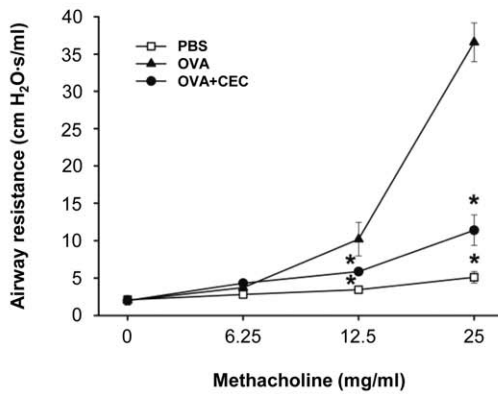 40
35
30
25
20
15
10
5
0
Airway resistance (cm H₂O·s/ml)
PBS
OVA
OVA+CEC
*
*
*
*
0 6.25 12.5 25
Methacholine (mg/ml)